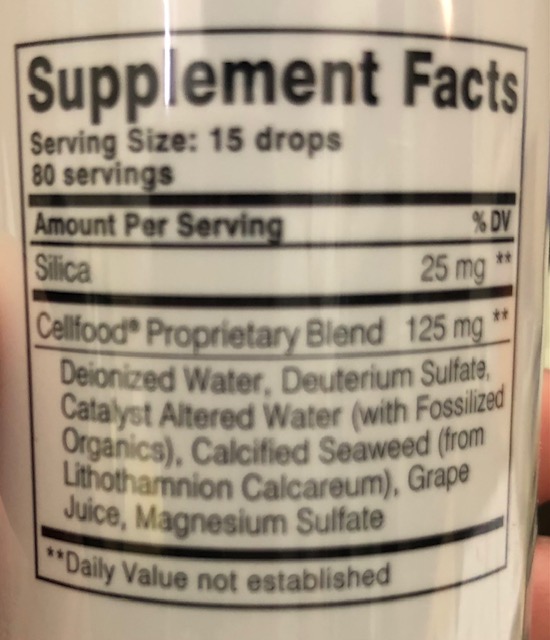 Supplement Facts
Serving Size: 15 drops
80 servings
Amount Per Serving % DV
Silica 25 mg **
Cellfood® Proprietary Blend 125 mg **
Deionized Water, Deuterium Sulfate,
Catalyst Altered Water (with Fossilized
Organics), Calcified Seaweed (from
Lithothamnion Calcareum), Grape
Juice, Magnesium Sulfate
**Daily Value not established